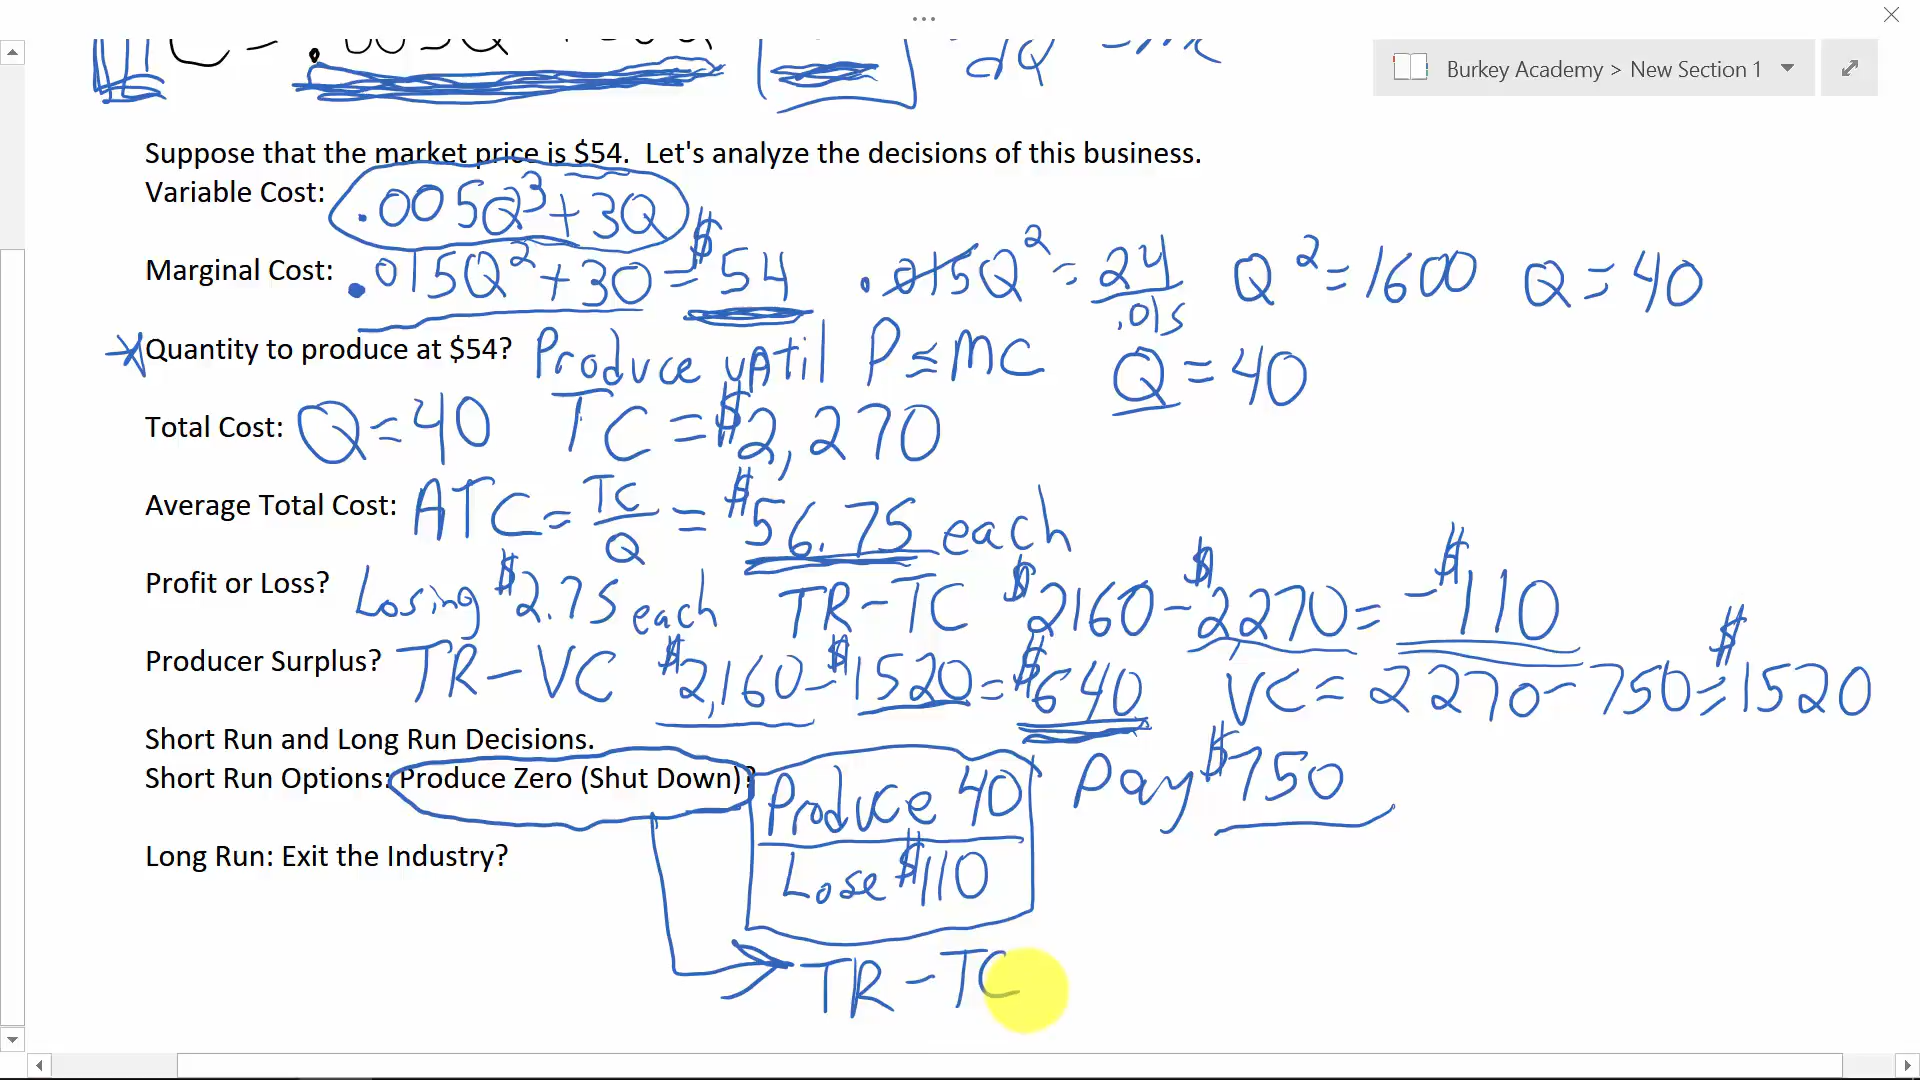 Burkey Academy > New Section 1
dQ = MC
Suppose that the market price is $54. Let's analyze the decisions of this business.
Variable Cost: .005Q³+30Q
Marginal Cost: .015Q²+30=$54 .015Q²=24/.015 Q²=1600 Q=40
Quantity to produce at $54? Produce until P≤MC Q=40
Total Cost: Q=40 TC=$2,270
Average Total Cost: ATC=TC/Q=$56.75 each
Profit or Loss? Losing $2.75 each TR-TC $2160-$2270=-$110
Producer Surplus? TR-VC $2,160-$1520=$640 VC=2270-750=$1520
Short Run and Long Run Decisions.
Short Run Options: Produce Zero (Shut Down)? Produce 40 Pay $750
Lose $110
Long Run: Exit the Industry?
TR-TC